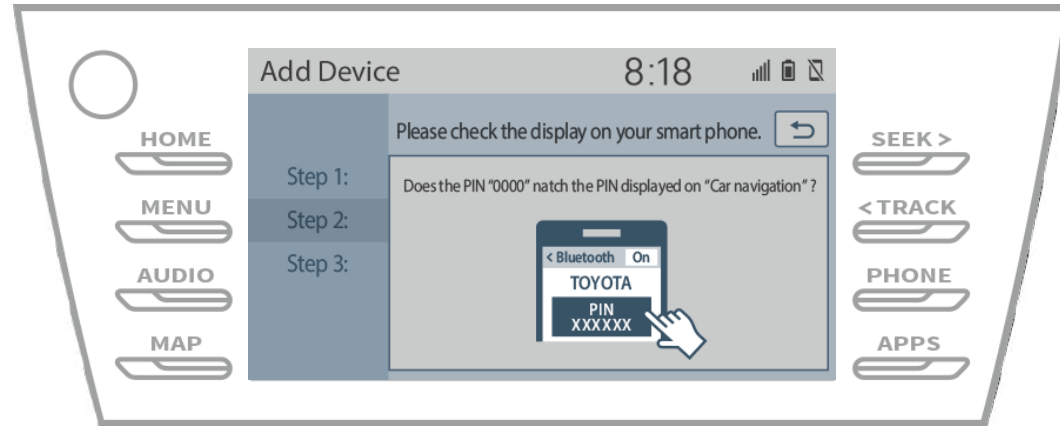 Add Device
8:18
HOME
MENU
AUDIO
MAP
Step 1:
Step 2:
Step 3:
Please check the display on your smart phone.
Does the PIN “0000” natch the PIN displayed on “Car navigation” ?
< Bluetooth On
TOYOTA
PIN
XXXXXX
SEEK >
< TRACK
PHONE
APPS